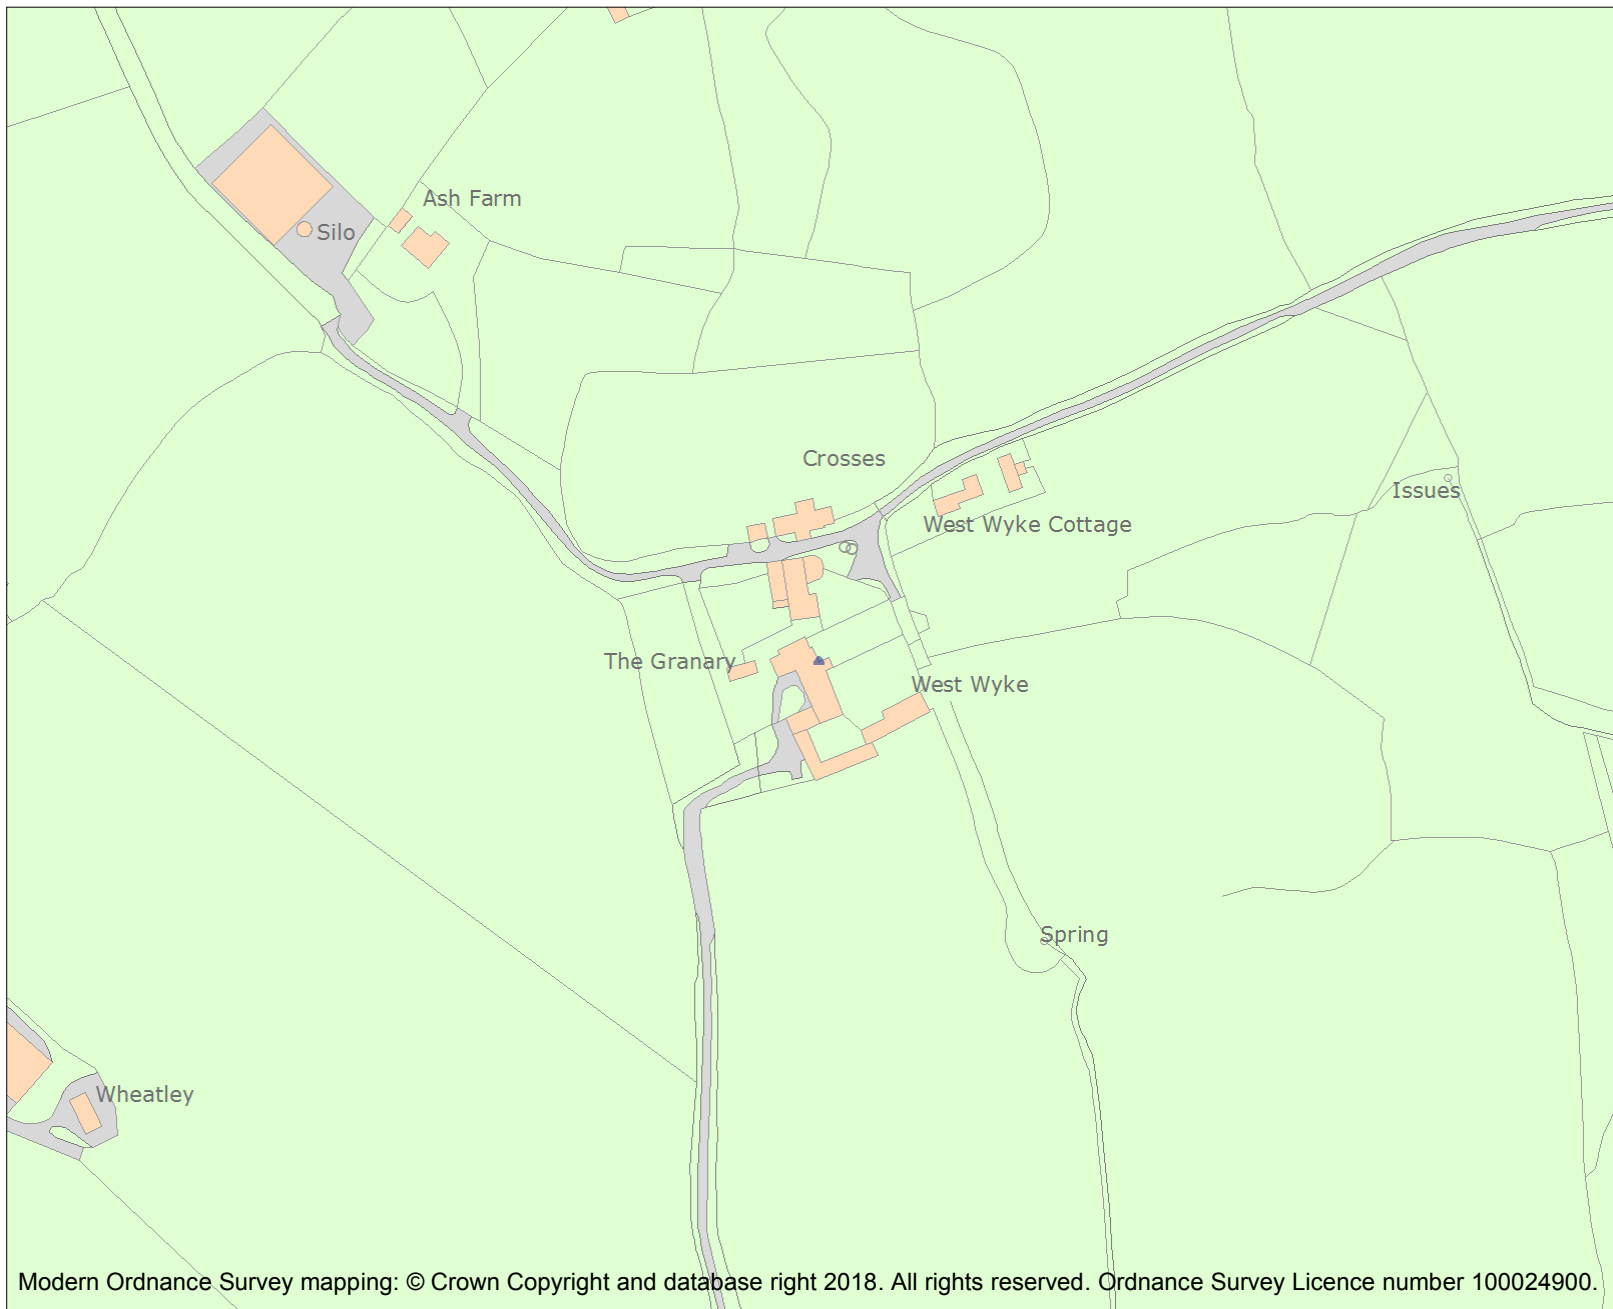 Ash Farm
Silo
Crosses
Issues
West Wyke Cottage
The Granary
West Wyke
Spring
Wheatley
Modern Ordnance Survey mapping: © Crown Copyright and database right 2018. All rights reserved. Ordnance Survey Licence number 100024900.